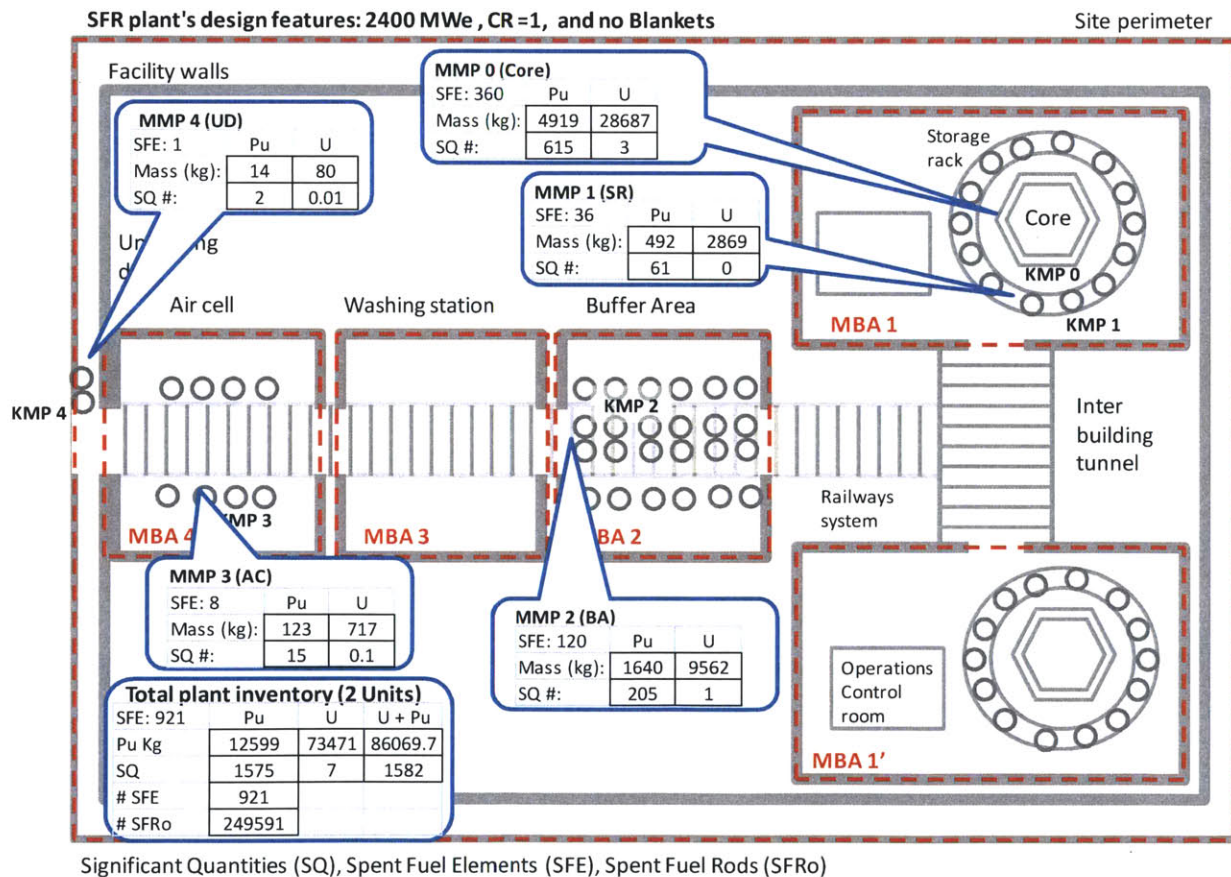 SFR plant's design features: 2400 MWe , CR =1, and no Blankets
Site perimeter
Facility walls
MMP 4 (UD)
SFE: 1 Pu U
Mass (kg): 14 80
SQ #: 2 0.01
MMP 0 (Core)
SFE: 360 Pu U
Mass (kg): 4919 28687
SQ #: 615 3
MMP 1 (SR)
SFE: 36 Pu U
Mass (kg): 492 2869
SQ #: 61 0
Storage
rack
Core
KMP 0
KMP 1
MBA 1
Air cell
Washing station
Buffer Area
KMP 4
KMP 2
KMP 3
MBA 4
MBA 3
BA 2
Railways
system
Inter
building
tunnel
MMP 3 (AC)
SFE: 8 Pu U
Mass (kg): 123 717
SQ #: 15 0.1
MMP 2 (BA)
SFE: 120 Pu U
Mass (kg): 1640 9562
SQ #: 205 1
Operations
Control
room
MBA 1'
Total plant inventory (2 Units)
SFE: 921 Pu U U + Pu
Pu Kg 12599 73471 86069.7
SQ 1575 7 1582
# SFE 921
# SFRo 249591
Significant Quantities (SQ), Spent Fuel Elements (SFE), Spent Fuel Rods (SFRo)